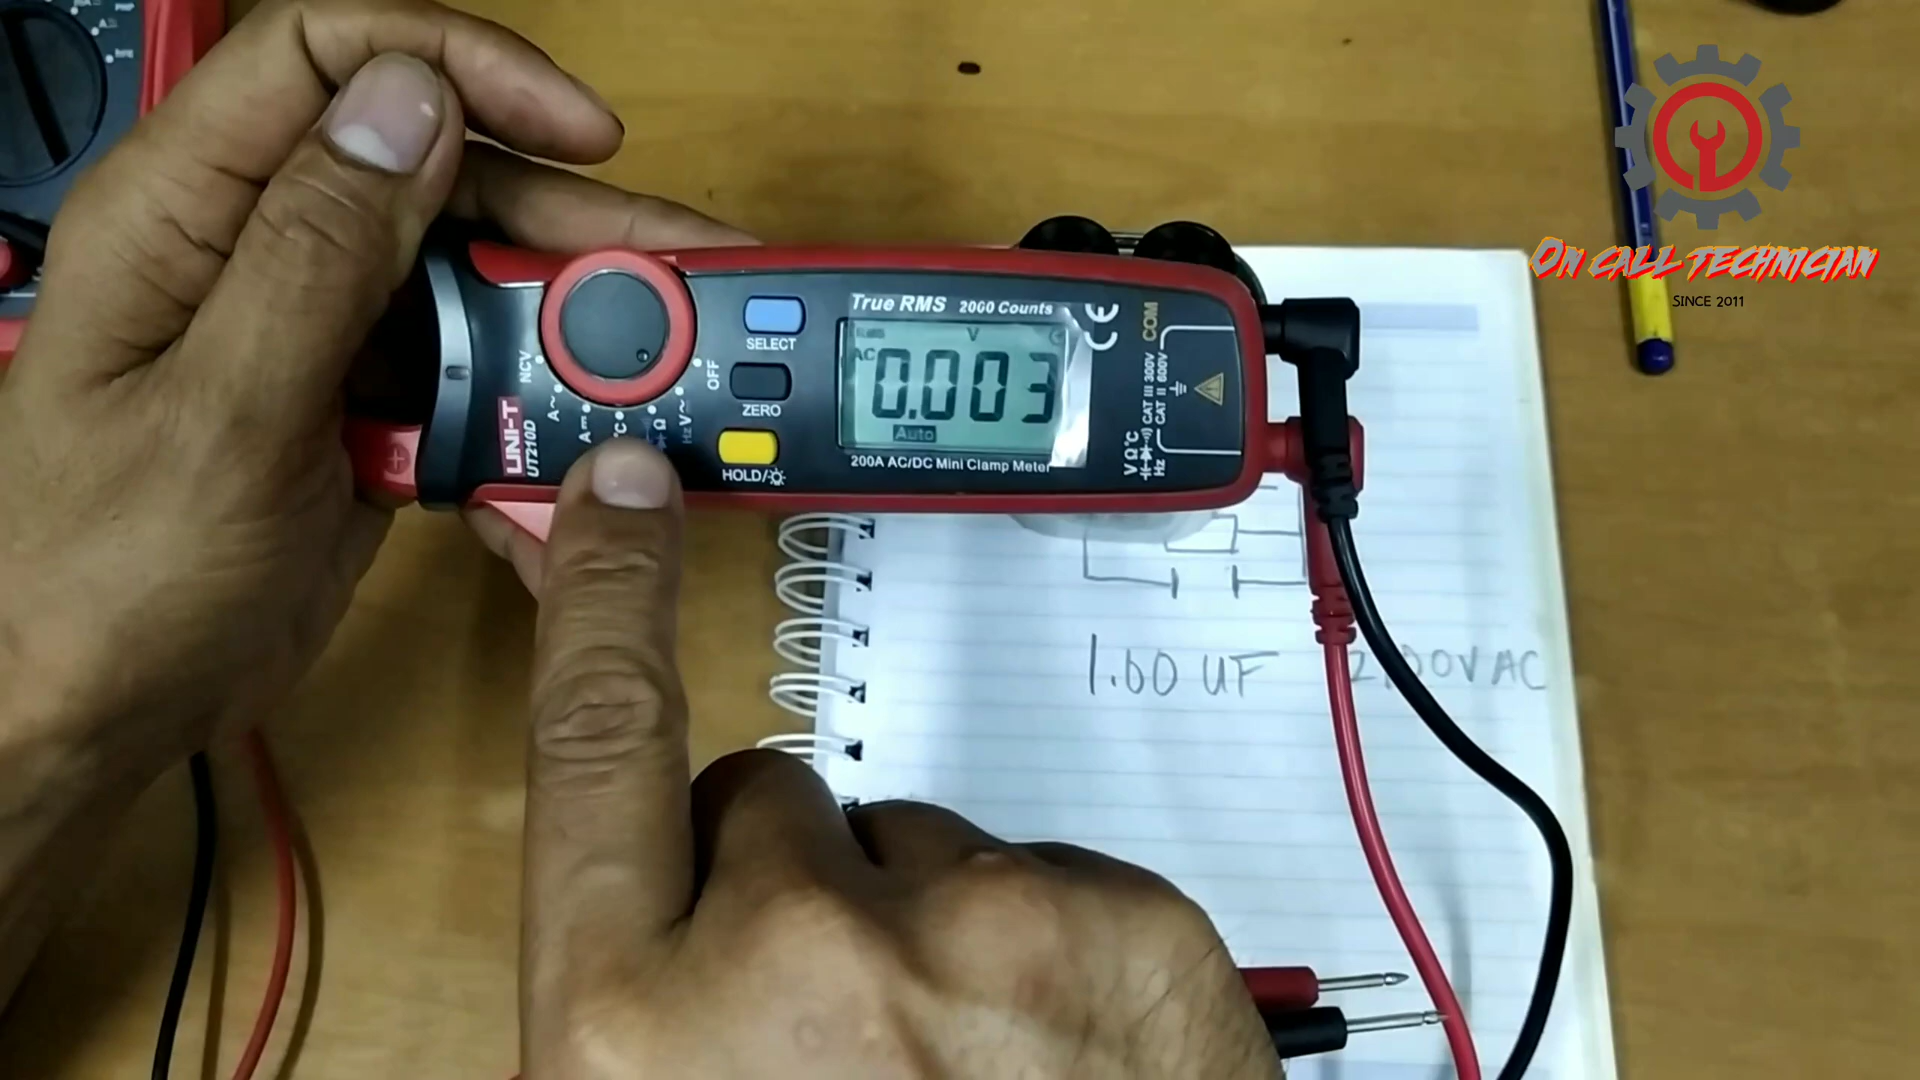 On call technician
SINCE 2011
True RMS 2000 Counts
SELECT
ZERO
HOLD/
V
AC 0.003
Auto
200A AC/DC Mini Clamp Meter
UNI-T
UT210D
NCV
A~
A
°C
Ω
Hz V~
OFF
CE
COM
CAT III 300V
CAT II 600V
VΩ°C
Hz
1.00 UF